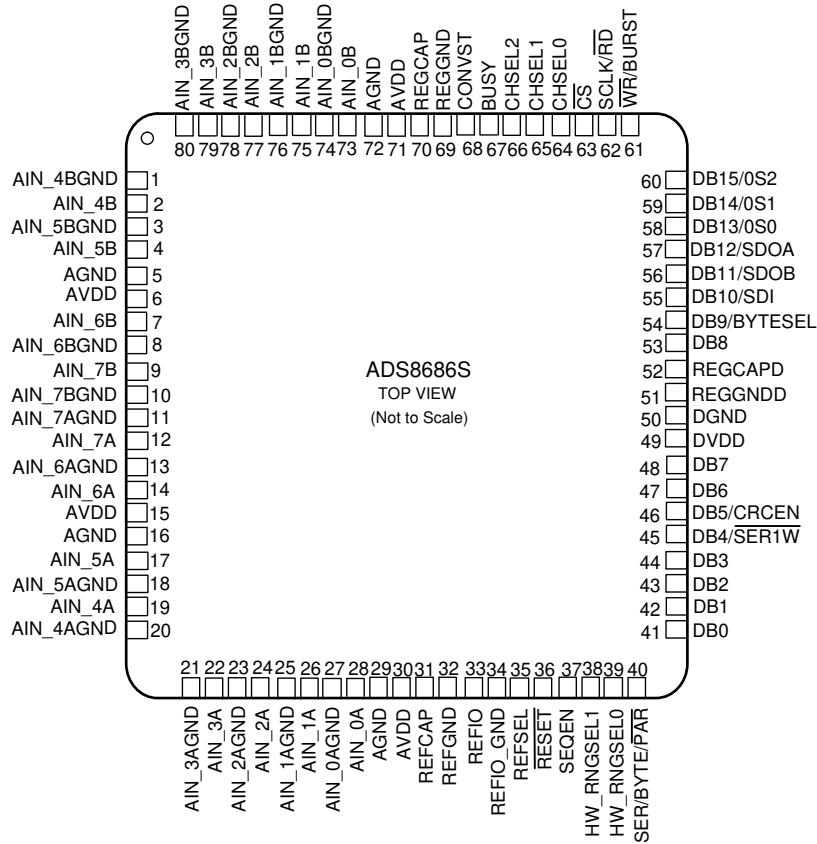 AIN_3BGND
AIN_3B
AIN_2BGND
AIN_2B
AIN_1BGND
AIN_1B
AIN_0BGND
AIN_0B
AGND
AVDD
REGCAP
REGGND
CONVST
BUSY
CHSEL2
CHSEL1
CHSEL0
CS
SCLK/RD
WR/BURST
80 79 78 77 76 75 74 73 72 71 70 69 68 67 66 65 64 63 62 61
AIN_4BGND 1
AIN_4B 2
AIN_5BGND 3
AIN_5B 4
AGND 5
AVDD 6
AIN_6B 7
AIN_6BGND 8
AIN_7B 9
AIN_7BGND 10
AIN_7AGND 11
AIN_7A 12
AIN_6AGND 13
AIN_6A 14
AVDD 15
AGND 16
AIN_5A 17
AIN_5AGND 18
AIN_4A 19
AIN_4AGND 20
ADS8686S
TOP VIEW
(Not to Scale)
60 DB15/0S2
59 DB14/0S1
58 DB13/0S0
57 DB12/SDOA
56 DB11/SDOB
55 DB10/SDI
54 DB9/BYTESEL
53 DB8
52 REGCAPD
51 REGGNDD
50 DGND
49 DVDD
48 DB7
47 DB6
46 DB5/CRCEN
45 DB4/SER1W
44 DB3
43 DB2
42 DB1
41 DB0
21 22 23 24 25 26 27 28 29 30 31 32 33 34 35 36 37 38 39 40
AIN_3AGND
AIN_3A
AIN_2AGND
AIN_2A
AIN_1AGND
AIN_1A
AIN_0AGND
AIN_0A
AGND
AVDD
REFCAP
REFGND
REFIO
REFIO_GND
REFSEL
RESET
SEQEN
HW_RNGSEL1
HW_RNGSEL0
SER/BYTE/PAR